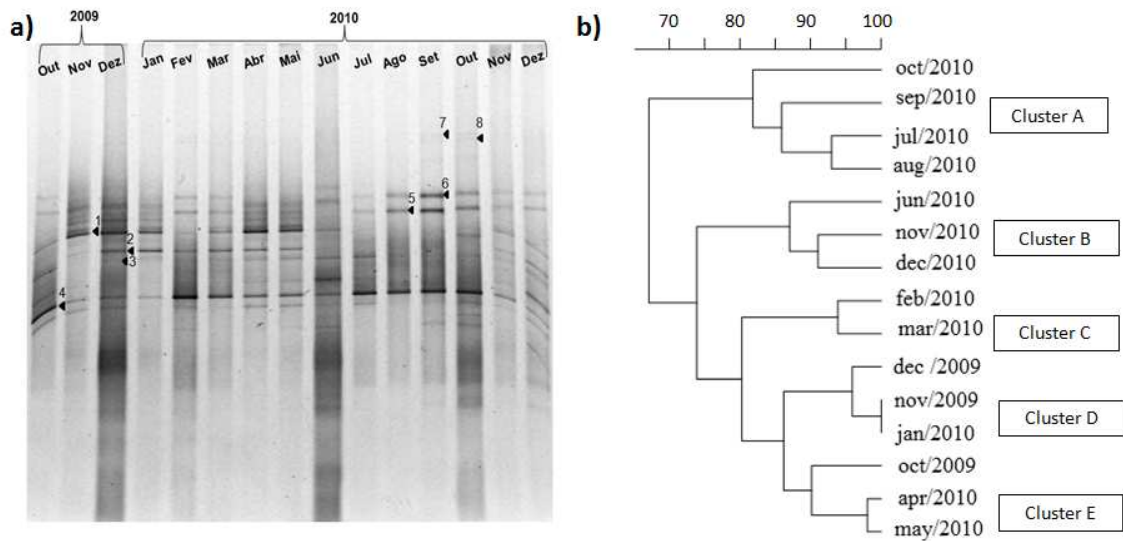 a)
2009
2010
Out Nov Dez Jan Fev Mar Abr Mai Jun Jul Ago Set Out Nov Dez
7
8
6
5
1
2
3
4
b)
70 80 90 100
oct/2010
sep/2010
Cluster A
jul/2010
aug/2010
jun/2010
nov/2010
Cluster B
dec/2010
feb/2010
mar/2010
Cluster C
dec/2009
nov/2009
Cluster D
jan/2010
oct/2009
apr/2010
Cluster E
may/2010